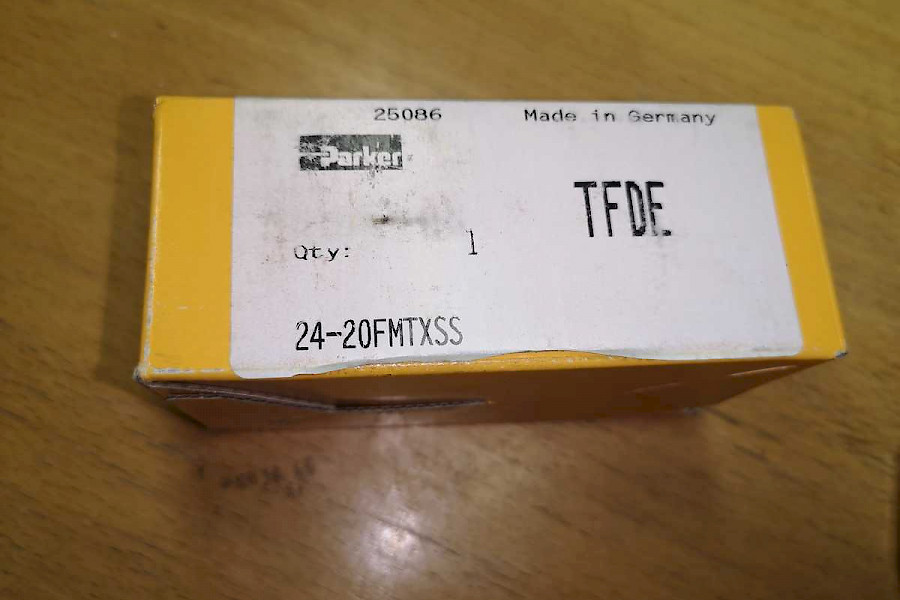 25086 Made in Germany
Parker
TFDE
Qty: 1
24-20FMTXSS